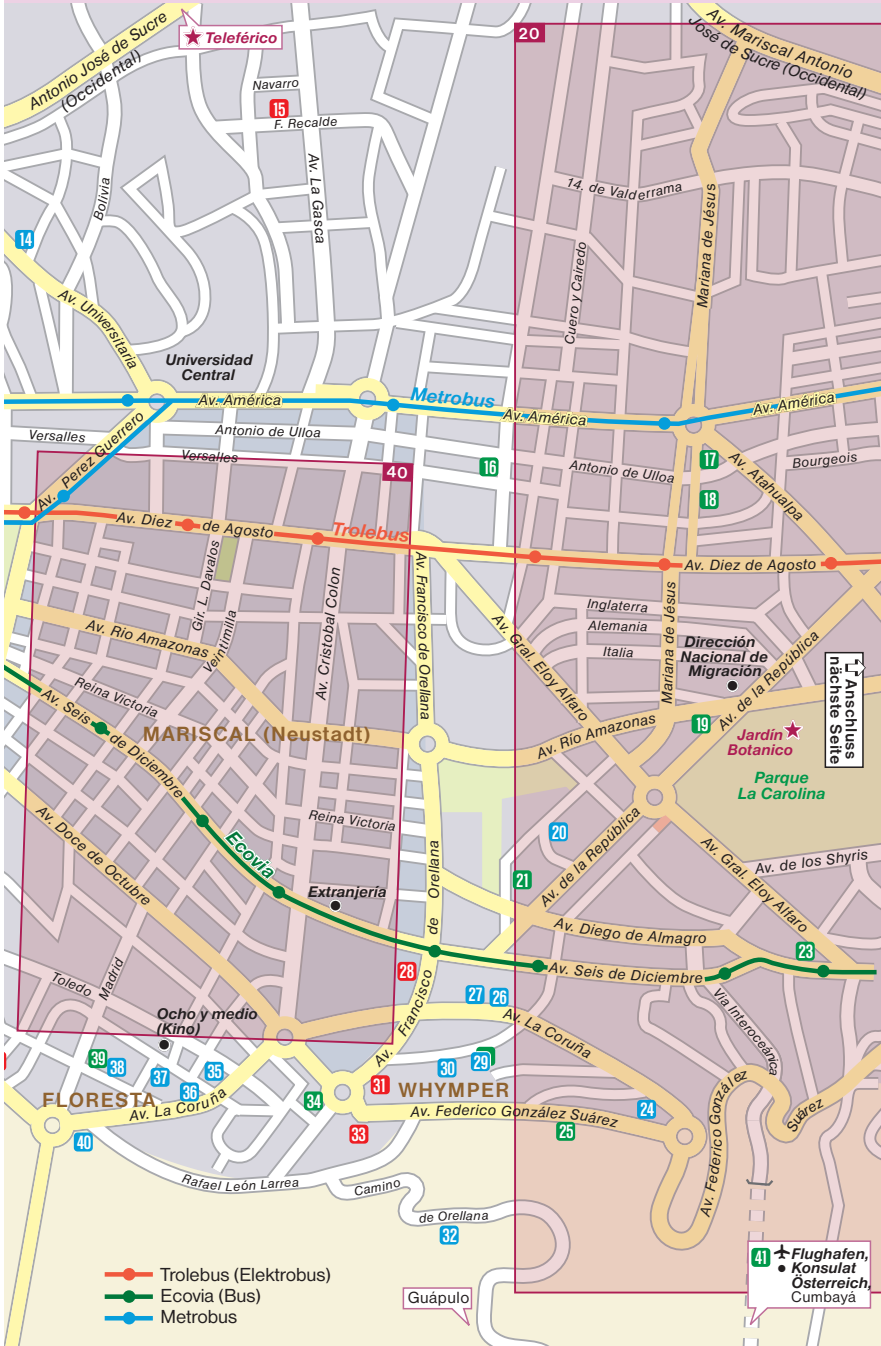 Antonio José de Sucre
(Occidental)
Teleférico
20
Av. Mariscal Antonio
José de Sucre (Occidental)
Navarro
15
F. Recalde
Av. La Gasca
Bolivia
14. de Valderrama
Mariana de Jésus
Cuero y Cairedo
14
Av. Universitaria
Universidad
Central
Av. América
Metrobus
Av. América
Av. América
Versalles
Av. Perez Guerrero
Antonio de Ulloa
Versalles
40
16
Antonio de Ulloa
17
18
Av. Atahualpa
Bourgeois
Av. Diez
de Agosto
Trolebus
Av. Diez de Agosto
Gir. L. Davalos
Veintimilla
Av. Cristobal Colon
Av. Francisco de Orellana
Av. Gral. Eloy Alfaro
Inglaterra
Alemania
Italia
Mariana de Jésus
Dirección
Nacional de
Migración
Av. de la República
Anschluss
nächste Seite
Av. Río Amazonas
Reina Victoria
Av. Seis
de Diciembre
MARISCAL (Neustadt)
Av. Río Amazonas
19
Jardín
Botanico
Parque
La Carolina
Av. Doce de Octubre
Ecovia
Reina Victoria
Extranjería
de Orellana
20
21
Av. de la República
Av. Gral. Eloy Alfaro
Av. de los Shyris
Av. Diego de Almagro
23
Av. Seis de Diciembre
Vía Interoceánica
28
Francisco
Av.
27
26
Av. La Coruña
Toledo
Madrid
Ocho y medio
(Kino)
39
38
37
36
35
FLORESTA
Av. La Coruña
34
31
30
29
WHYMPER
Av. Federico González Suárez
33
25
24
Av. Federico González
Suárez
40
Rafael León Larrea
Camino
de Orellana
32
Guápulo
41
Flughafen,
Konsulat
Österreich,
Cumbayá
Trolebus (Elektrobus)
Ecovia (Bus)
Metrobus